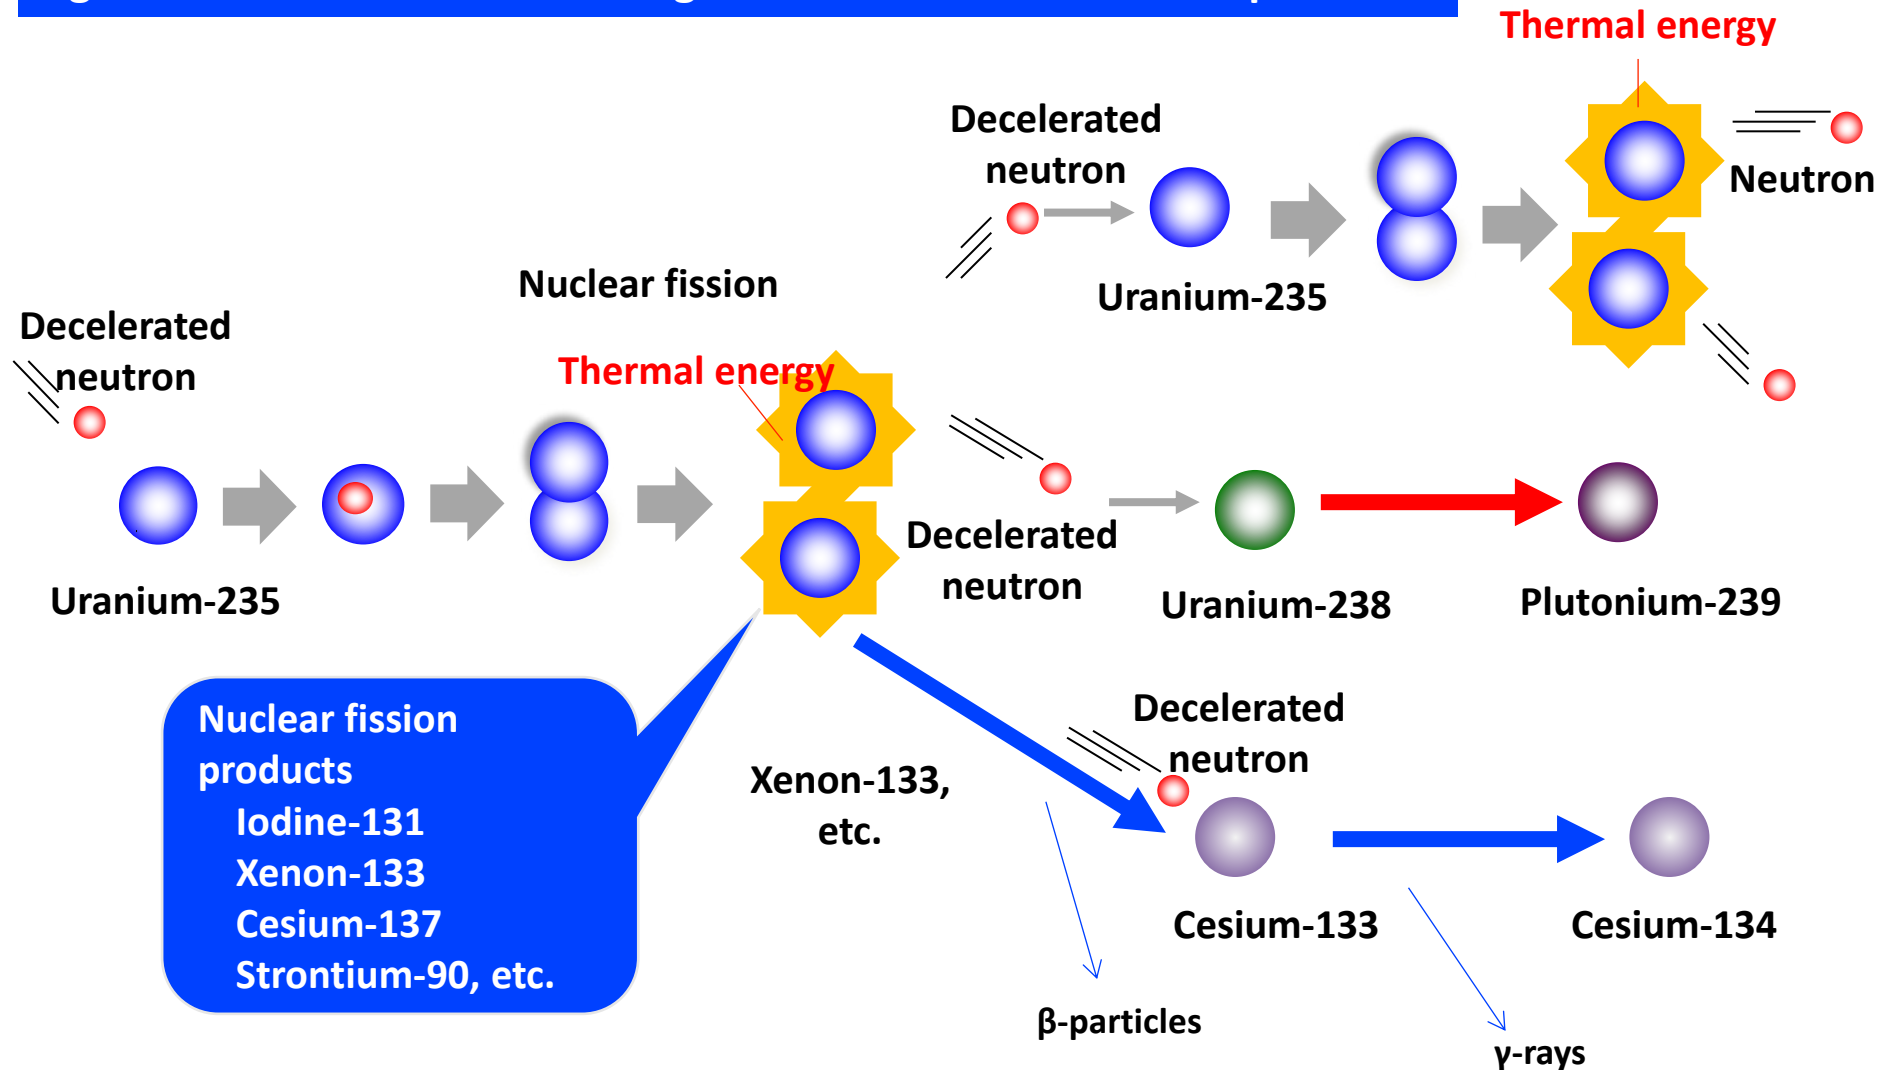 Thermal energy
Decelerated
neutron
Neutron
Uranium-235
Nuclear fission
Decelerated
neutron
Thermal energy
Decelerated
neutron
Uranium-235
Uranium-238
Plutonium-239
Nuclear fission
products
Iodine-131
Xenon-133
Cesium-137
Strontium-90, etc.
Xenon-133,
etc.
Decelerated
neutron
Cesium-133
Cesium-134
β-particles
γ-rays